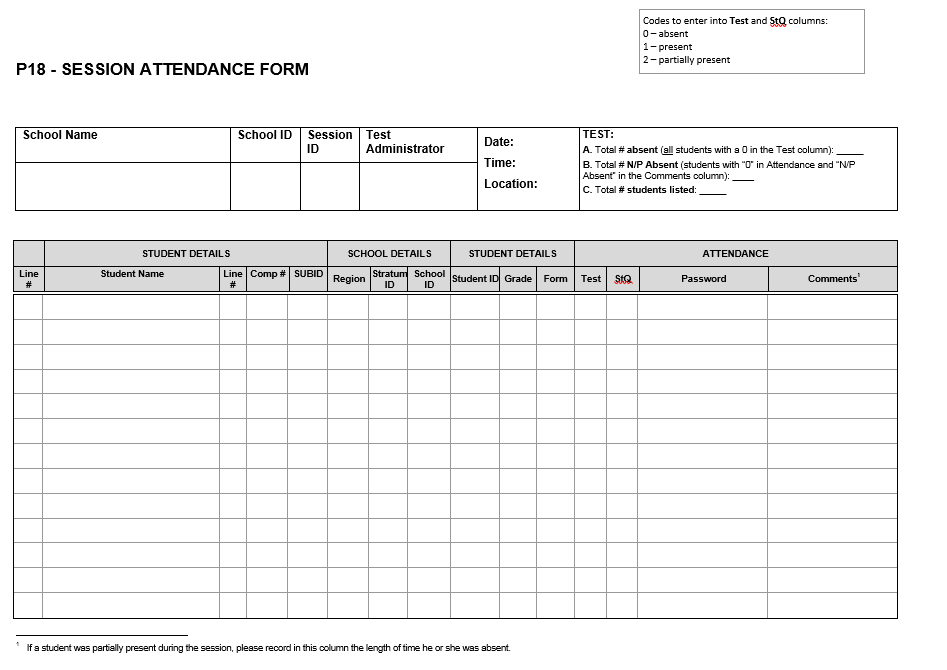 Codes to enter into Test and StQ columns:
0 – absent
1 – present
2 – partially present
P18 - SESSION ATTENDANCE FORM
School Name
School ID
Session
ID
Test
Administrator
Date:
Time:
Location:
TEST:
A. Total # absent (all students with a 0 in the Test column): _____
B. Total # N/P Absent (students with “0” in Attendance and “N/P
Absent” in the Comments column): ____
C. Total # students listed: _____
STUDENT DETAILS
SCHOOL DETAILS
STUDENT DETAILS
ATTENDANCE
Line
#
Student Name
Line
#
Comp #
SUBID
Region
Stratum
ID
School
ID
Student ID
Grade
Form
Test
StQ
Password
Comments¹
¹ If a student was partially present during the session, please record in this column the length of time he or she was absent.